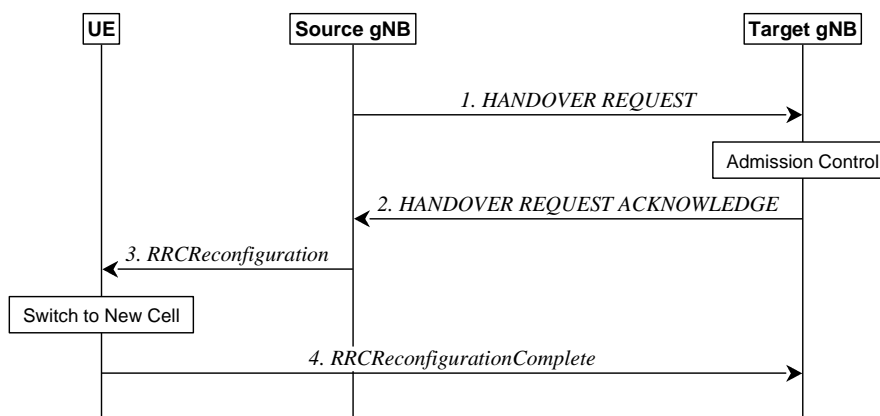 UE
Source gNB
Target gNB
1. HANDOVER REQUEST
Admission Control
2. HANDOVER REQUEST ACKNOWLEDGE
3. RRCReconfiguration
Switch to New Cell
4. RRCReconfigurationComplete